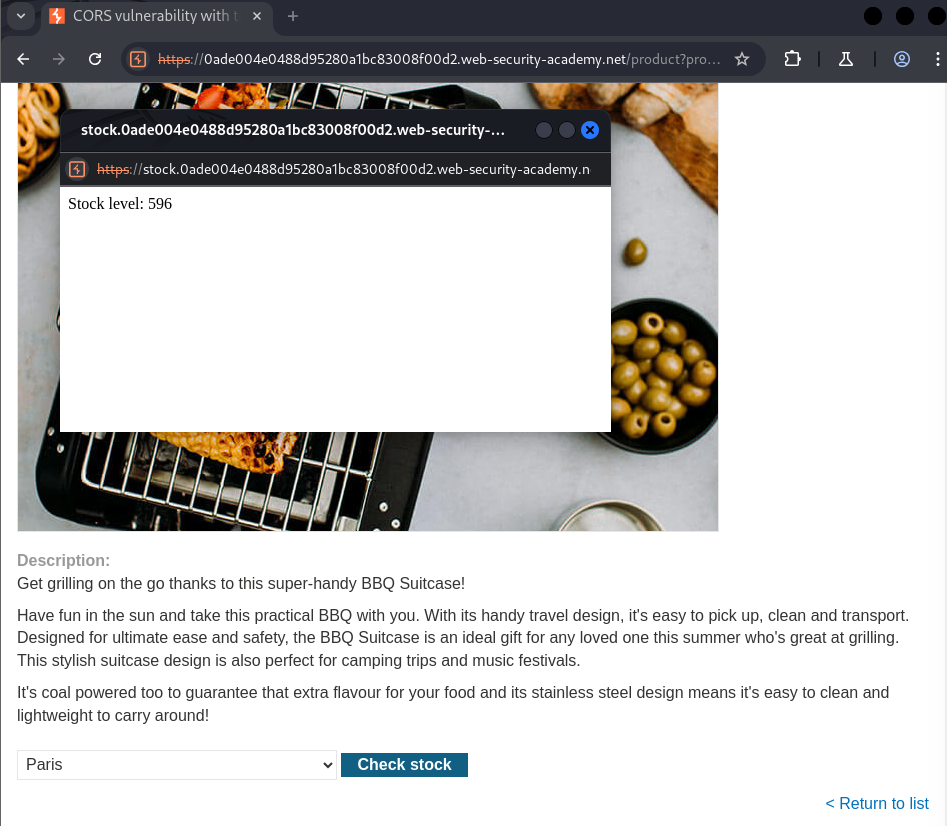 CORS vulnerability with t
https://0ade004e0488d95280a1bc83008f00d2.web-security-academy.net/product?pro...
stock.0ade004e0488d95280a1bc83008f00d2.web-security-...
https://stock.0ade004e0488d95280a1bc83008f00d2.web-security-academy.n
Stock level: 596
Description:
Get grilling on the go thanks to this super-handy BBQ Suitcase!
Have fun in the sun and take this practical BBQ with you. With its handy travel design, it's easy to pick up, clean and transport.
Designed for ultimate ease and safety, the BBQ Suitcase is an ideal gift for any loved one this summer who's great at grilling.
This stylish suitcase design is also perfect for camping trips and music festivals.
It's coal powered too to guarantee that extra flavour for your food and its stainless steel design means it's easy to clean and
lightweight to carry around!
Paris
Check stock
< Return to list